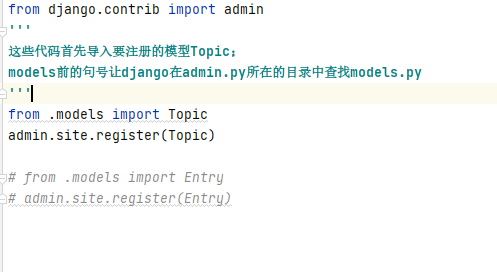 from django.contrib import admin
'''
这些代码首先导入要注册的模型Topic;
models前的句号让django在admin.py所在的目录中查找models.py
'''
from .models import Topic
admin.site.register(Topic)
# from .models import Entry
# admin.site.register(Entry)